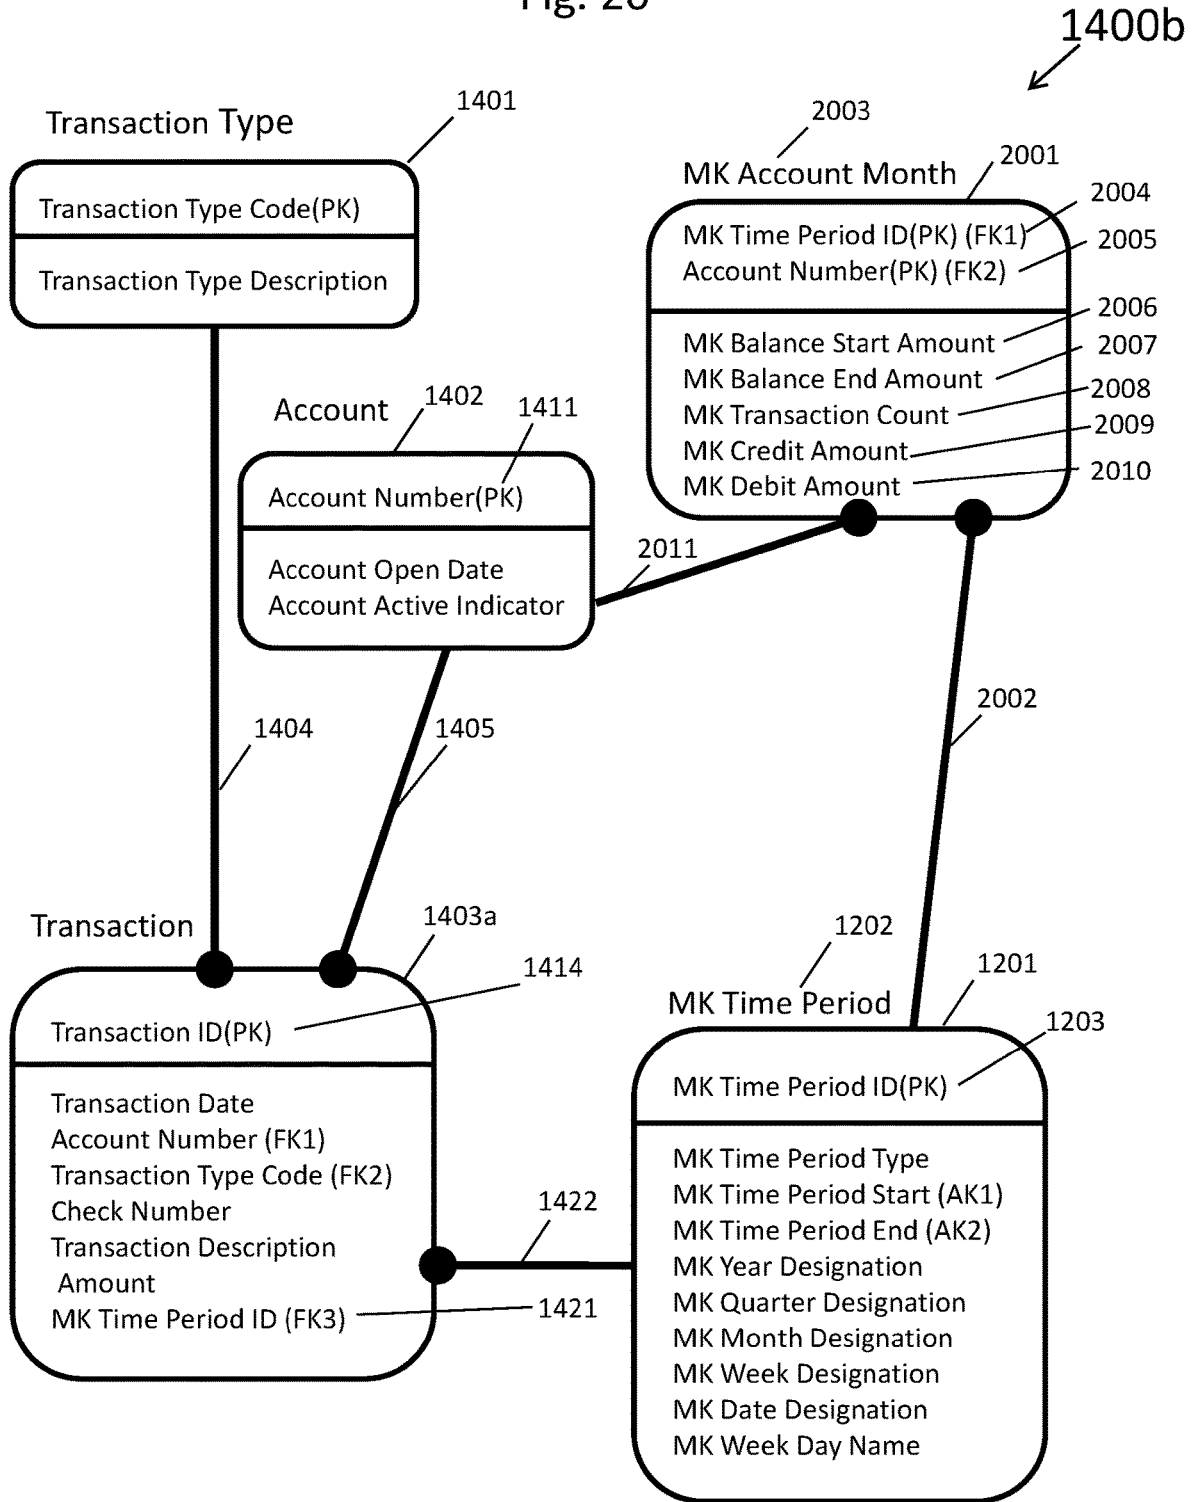 Fig. 20
1400b
Transaction Type
1401
Transaction Type Code(PK)
Transaction Type Description
2003
MK Account Month
2001
2004
MK Time Period ID(PK) (FK1)
2005
Account Number(PK) (FK2)
2006
MK Balance Start Amount
2007
MK Balance End Amount
2008
MK Transaction Count
2009
MK Credit Amount
2010
MK Debit Amount
Account
1402
1411
Account Number(PK)
Account Open Date
Account Active Indicator
2011
2002
1404
1405
Transaction
1403a
1414
Transaction ID(PK)
Transaction Date
Account Number (FK1)
Transaction Type Code (FK2)
Check Number
Transaction Description
Amount
MK Time Period ID (FK3)
1422
1421
1202
MK Time Period
1201
1203
MK Time Period ID(PK)
MK Time Period Type
MK Time Period Start (AK1)
MK Time Period End (AK2)
MK Year Designation
MK Quarter Designation
MK Month Designation
MK Week Designation
MK Date Designation
MK Week Day Name